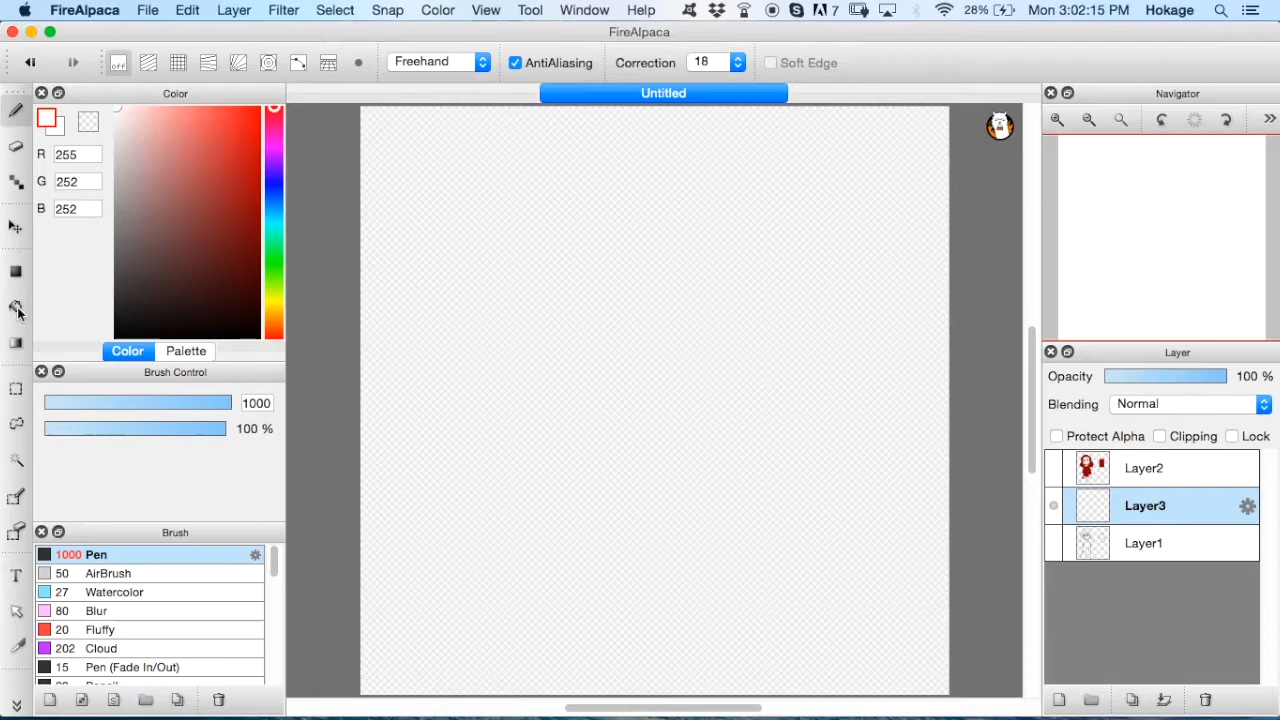 FireAlpaca File Edit Layer Filter Select Snap Color View Tool Window Help 7 28% Mon 3:02:15 PM Hokage
FireAlpaca
off Freehand AntiAliasing Correction 18 Soft Edge
Color
Untitled
Navigator
R 255
G 252
B 252
Color Palette
Brush Control
1000
100 %
Layer
Opacity 100 %
Blending Normal
Protect Alpha Clipping Lock
Layer2
Layer3
Layer1
Brush
1000 Pen
50 AirBrush
27 Watercolor
80 Blur
20 Fluffy
202 Cloud
15 Pen (Fade In/Out)
T